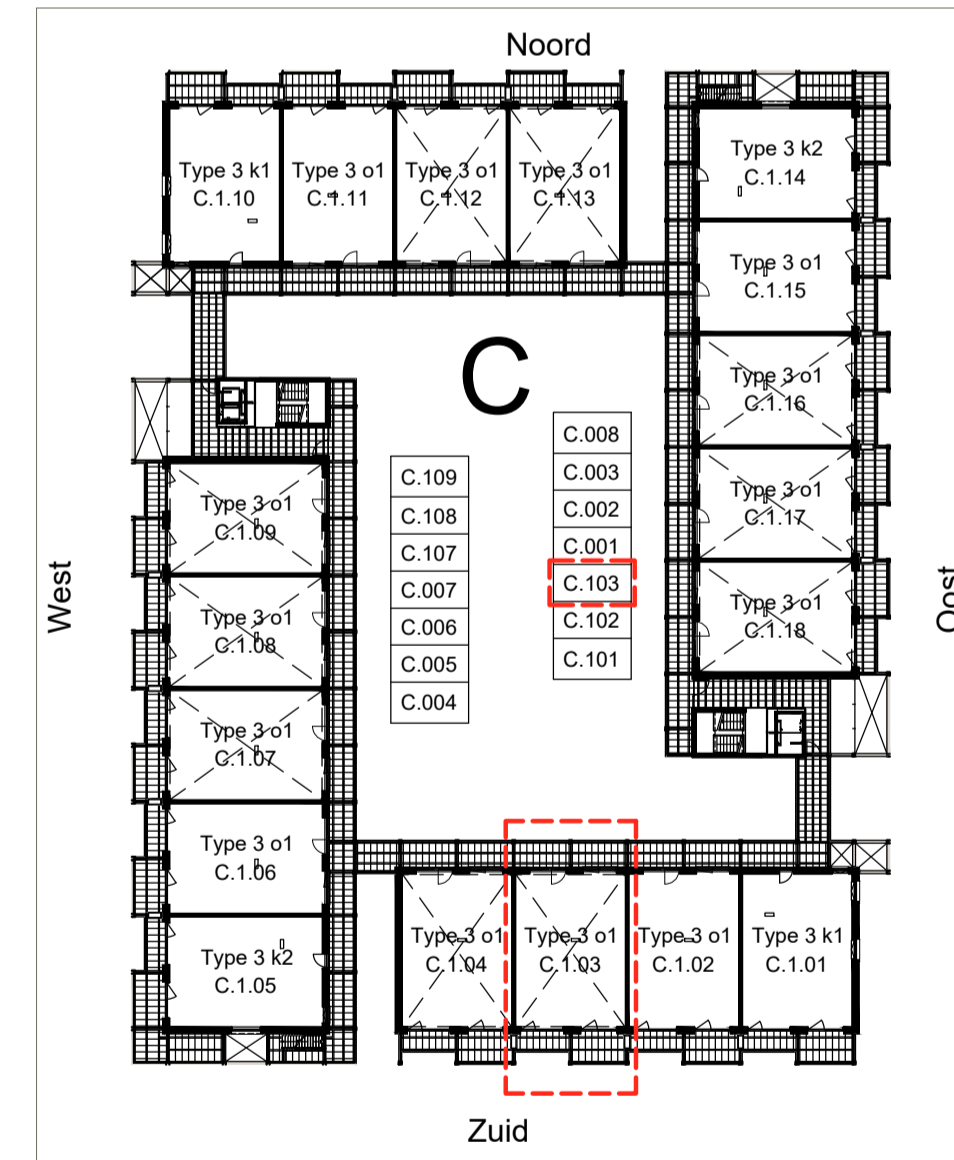 Noord
Type 3 k1
C.1.10
Type 3 o1
C.1.11
Type 3 o1
C.1.12
Type 3 o1
C.1.13
Type 3 k2
C.1.14
Type 3 o1
C.1.15
Type 3 o1
C.1.16
Type 3 o1
C.1.17
Type 3 o1
C.1.18
C
C.109
C.108
C.107
C.007
C.006
C.005
C.004
C.008
C.003
C.002
C.001
C.103
C.102
C.101
West
Oost
Type 3 o1
C.1.09
Type 3 o1
C.1.08
Type 3 o1
C.1.07
Type 3 o1
C.1.06
Type 3 k2
C.1.05
Type 3 o1
C.1.04
Type 3 o1
C.1.03
Type 3 o1
C.1.02
Type 3 k1
C.1.01
Zuid